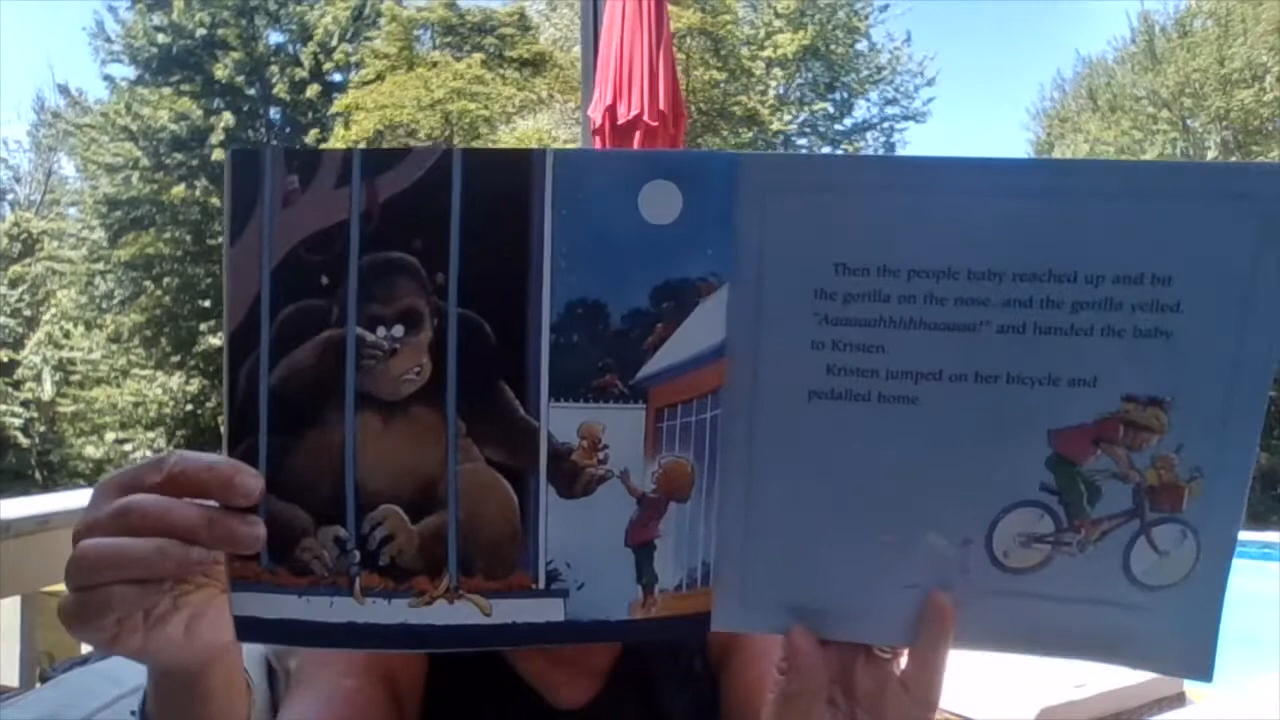 Then the people baby reached up and bit
the gorilla on the nose, and the gorilla yelled,
"Aaaaaahhhhhaaaaa!" and handed the baby
to Kristen.
Kristen jumped on her bicycle and
pedalled home.